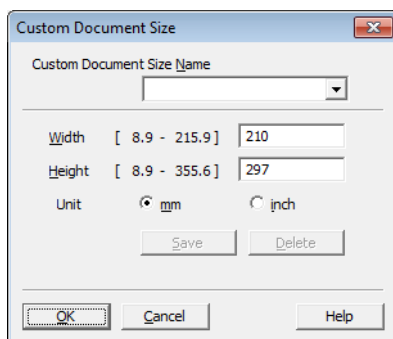 Custom Document Size
Custom Document Size Name
Width [ 8.9 - 215.9 ] 210
Height [ 8.9 - 355.6 ] 297
Unit mm inch
Save Delete
OK Cancel Help